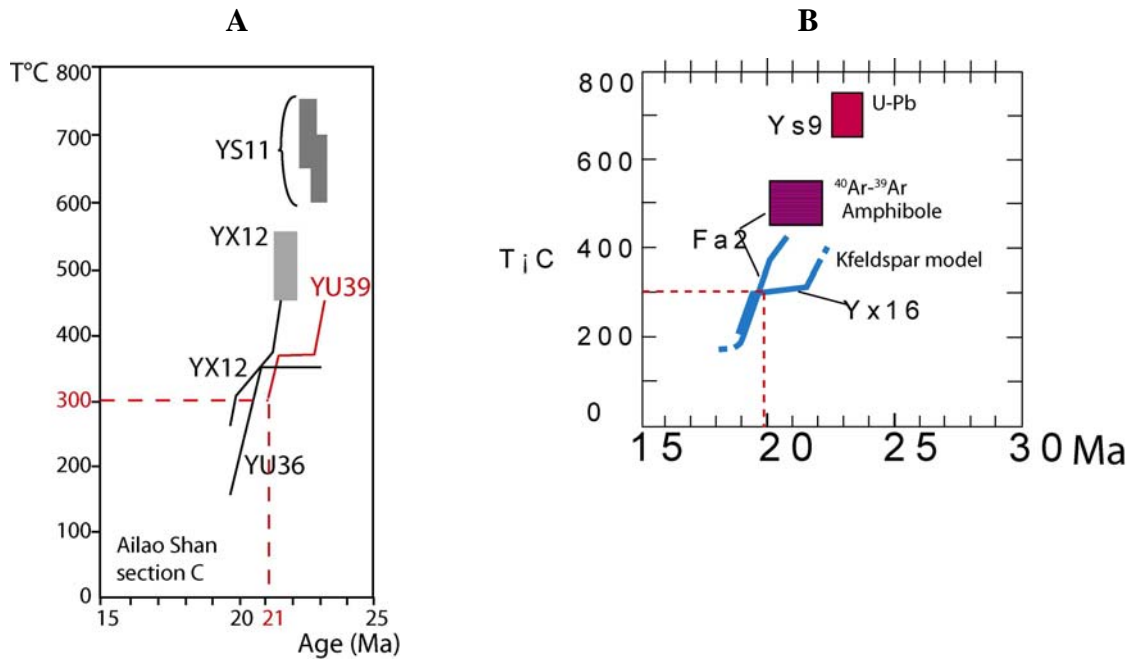 A
B
T°C
800
700
600
500
400
300
200
100
0
YS11
YX12
YU39
YX12
YU36
Ailao Shan
section C
15
20
21
25
Age (Ma)
800
600
400
200
0
T¡C
U-Pb
Ys9
40Ar-39Ar
Amphibole
Fa2
Kfeldspar model
Yx16
15
20
25
30 Ma